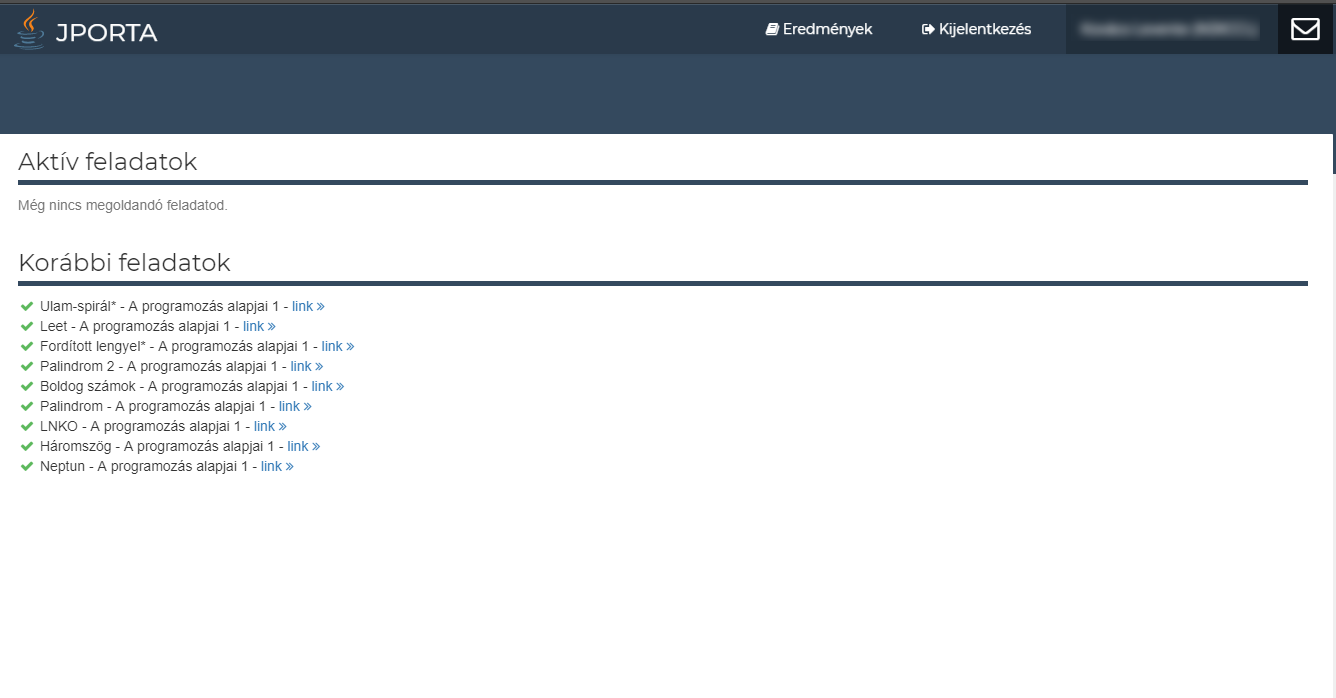 JPORTA
Eredmények
Kijelentkezés
Aktív feladatok
Még nincs megoldandó feladatod.
Korábbi feladatok
Ulam-spirál* - A programozás alapjai 1 - link »
Leet - A programozás alapjai 1 - link »
Fordított lengyel* - A programozás alapjai 1 - link »
Palindrom 2 - A programozás alapjai 1 - link »
Boldog számok - A programozás alapjai 1 - link »
Palindrom - A programozás alapjai 1 - link »
LNKO - A programozás alapjai 1 - link »
Háromszög - A programozás alapjai 1 - link »
Neptun - A programozás alapjai 1 - link »